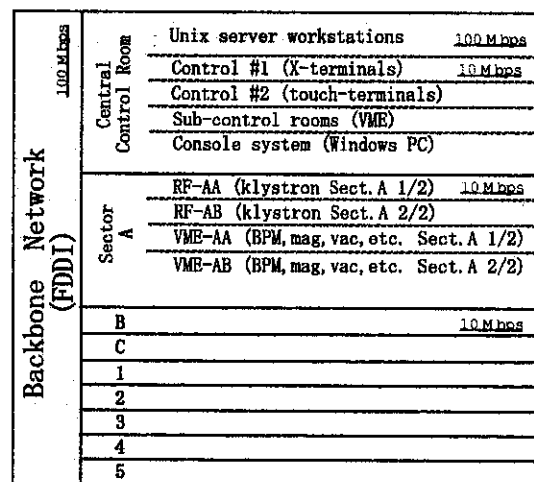 Backbone Network
(FDDI)
100 Mbps
Central
Control Room
Unix server workstations 100 Mbps
Control #1 (X-terminals) 10 Mbps
Control #2 (touch-terminals)
Sub-control rooms (VME)
Console system (Windows PC)
Sector
A
RF-AA (klystron Sect. A 1/2) 10 Mbps
RF-AB (klystron Sect. A 2/2)
VME-AA (BPM, mag, vac, etc. Sect. A 1/2)
VME-AB (BPM, mag, vac, etc. Sect. A 2/2)
B 10 Mbps
C
1
2
3
4
5